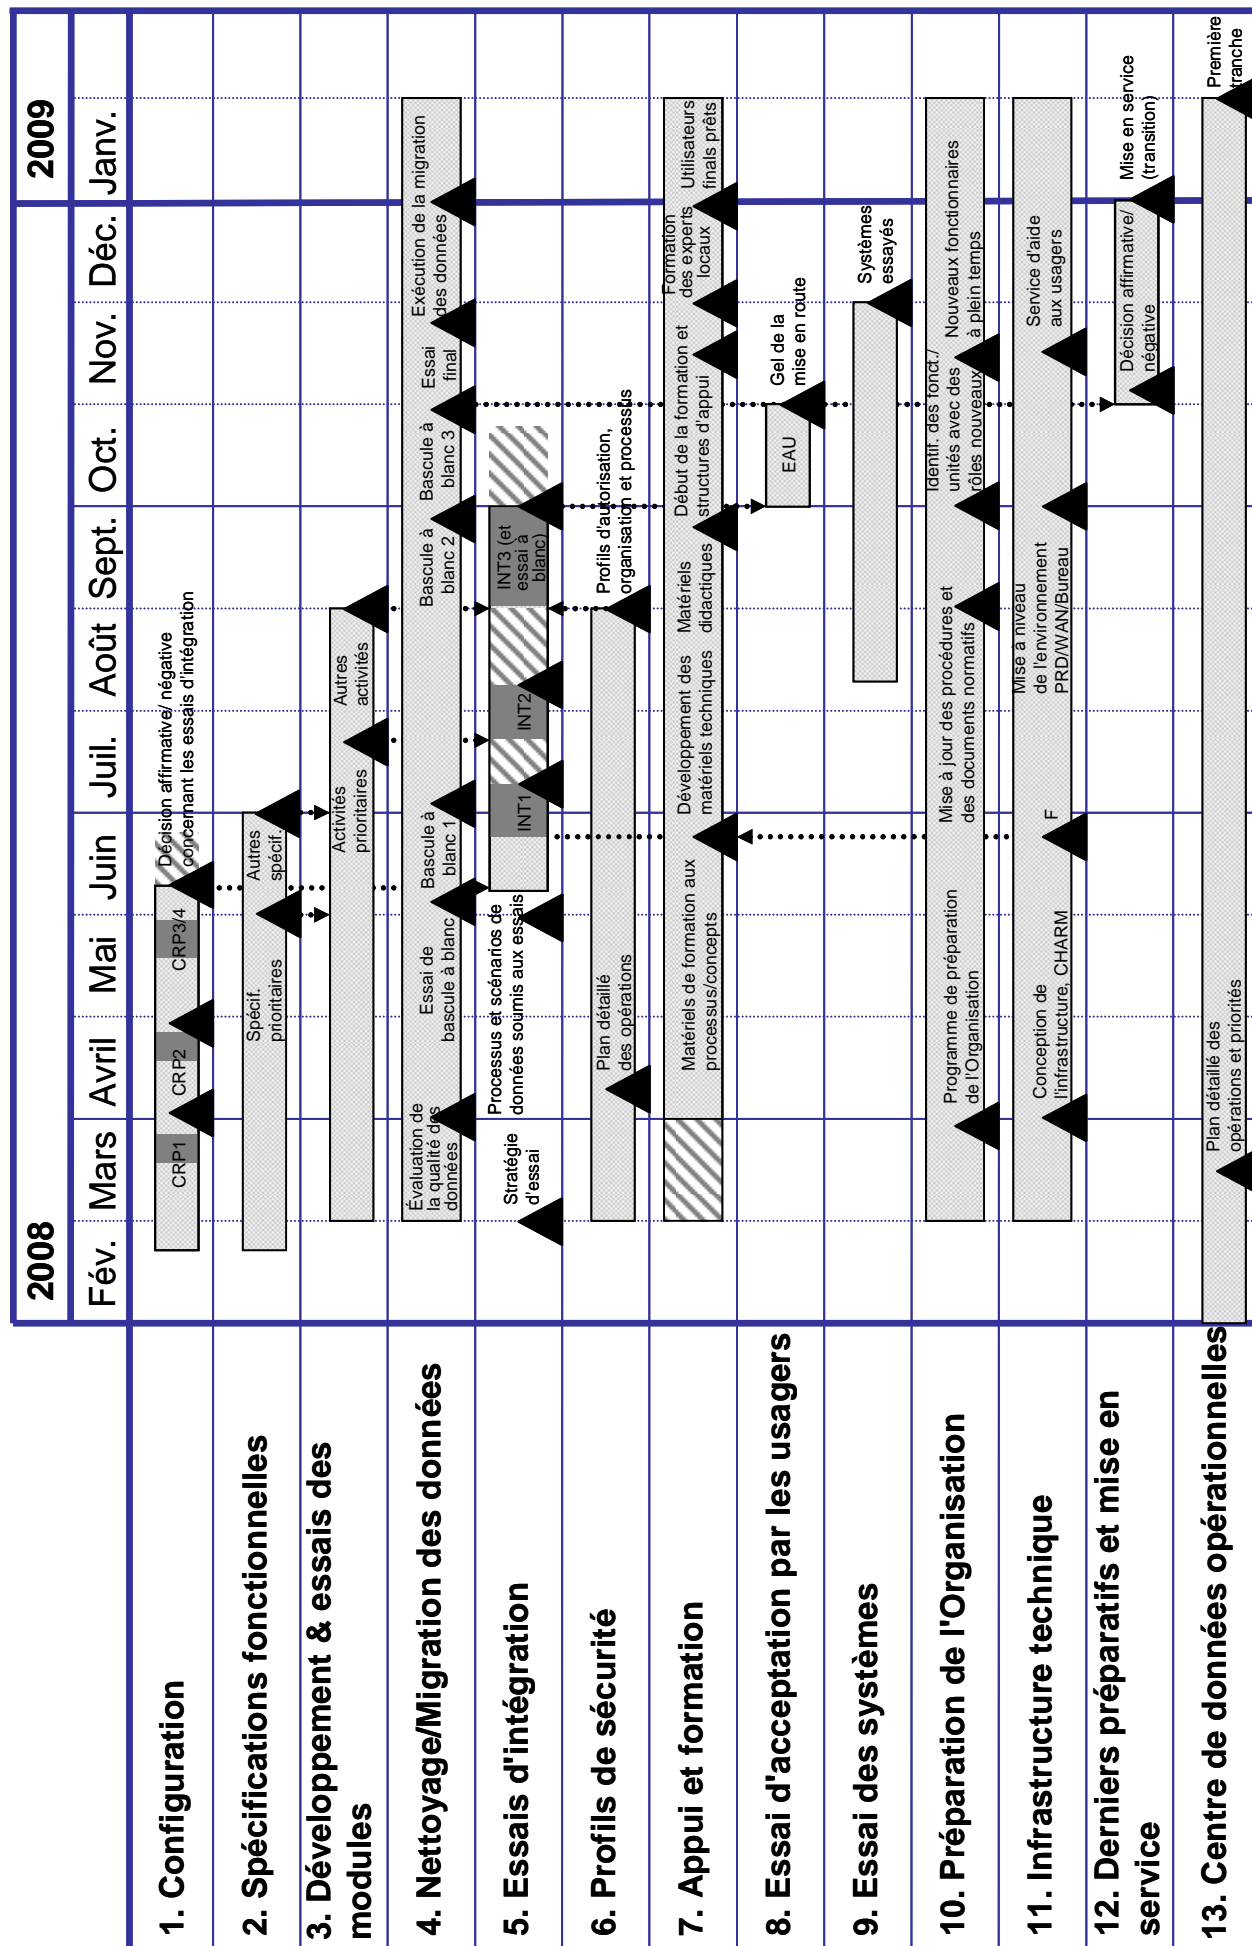 2008
2009
Fév.
Mars
Avril
Mai
Juin
Juil.
Août
Sept.
Oct.
Nov.
Déc.
Janv.
1. Configuration
CRP1
CRP2
CRP3/4
Décision affirmative/ négative
concernant les essais d'intégration
2. Spécifications fonctionnelles
Spécif.
prioritaires
Autres
spécif.
3. Développement & essais des
modules
Activités
prioritaires
Autres
activités
4. Nettoyage/Migration des données
Évaluation de
la qualité des
données
Essai de
bascule à blanc
Bascule à
blanc 1
Bascule à
blanc 2
Bascule à
blanc 3
Essai
final
Exécution de la migration
des données
5. Essais d'intégration
Stratégie
d'essai
Processus et scénarios de
données soumis aux essais
INT1
INT2
INT3 (et
essai à
blanc)
6. Profils de sécurité
Plan détaillé
des opérations
Profils d'autorisation,
organisation et processus
7. Appui et formation
Matériels de formation aux
processus/concepts
Développement des
matériels techniques
Matériels
didactiques
Début de la formation et
structures d'appui
Formation
des experts
locaux
Utilisateurs
finals prêts
8. Essai d'acceptation par les usagers
EAU
Gel de la
mise en route
9. Essai des systèmes
Systèmes
essayés
10. Préparation de l'Organisation
Programme de préparation
de l'Organisation
Mise à jour des procédures et
des documents normatifs
Identif. des fonct./
unités avec des
rôles nouveaux
Nouveaux fonctionnaires
à plein temps
11. Infrastructure technique
Conception de
l'infrastructure, CHARM
F
Mise à niveau
de l'environnement
PRD/WAN/Bureau
Service d'aide
aux usagers
12. Derniers préparatifs et mise en
service
Décision affirmative/
négative
Mise en service
(transition)
13. Centre de données opérationnelles
Plan détaillé des
opérations et priorités
Première
tranche